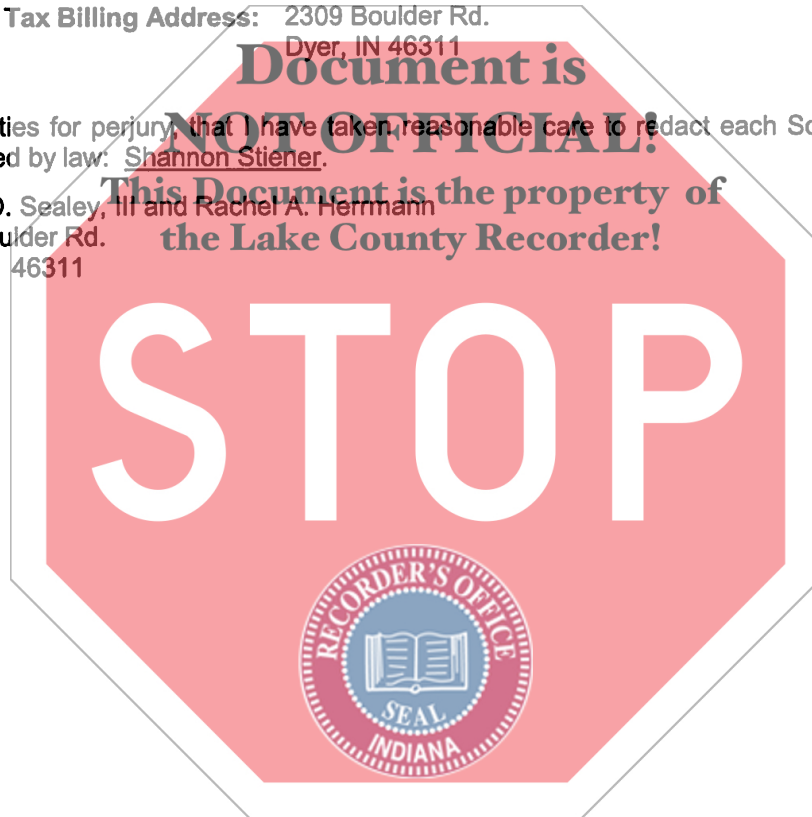 Tax Billing Address: 2309 Boulder Rd.
Dyer, IN 46311
Document is
ties for perjury, that I have taken reasonable care to redact each So
NOT OFFICIAL!
ed by law: Shannon Stiener.
This Document is the property of
. Sealey, III and Rachel A. Herrmann
ulder Rd.
the Lake County Recorder!
46311
STOP
RECORDER'S OFFICE
SEAL
INDIANA